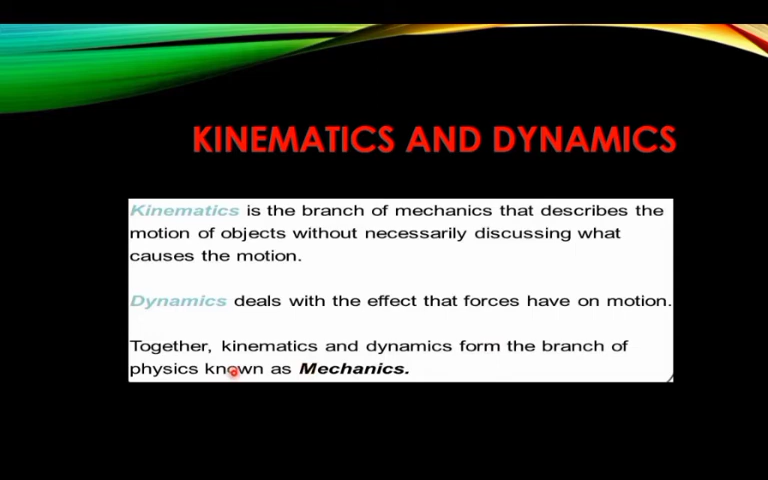 KINEMATICS AND DYNAMICS
Kinematics is the branch of mechanics that describes the
motion of objects without necessarily discussing what
causes the motion.
Dynamics deals with the effect that forces have on motion.
Together, kinematics and dynamics form the branch of
physics known as Mechanics.